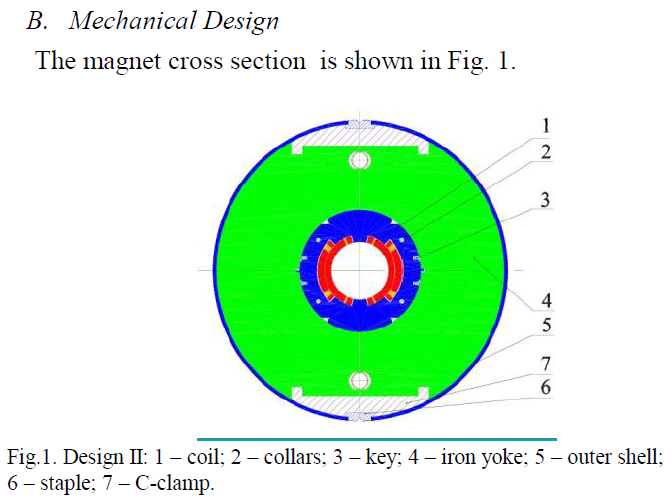 B. Mechanical Design
The magnet cross section is shown in Fig. 1.
1
2
3
4
5
7
6
Fig.1. Design II: 1 – coil; 2 – collars; 3 – key; 4 – iron yoke; 5 – outer shell;
6 – staple; 7 – C-clamp.